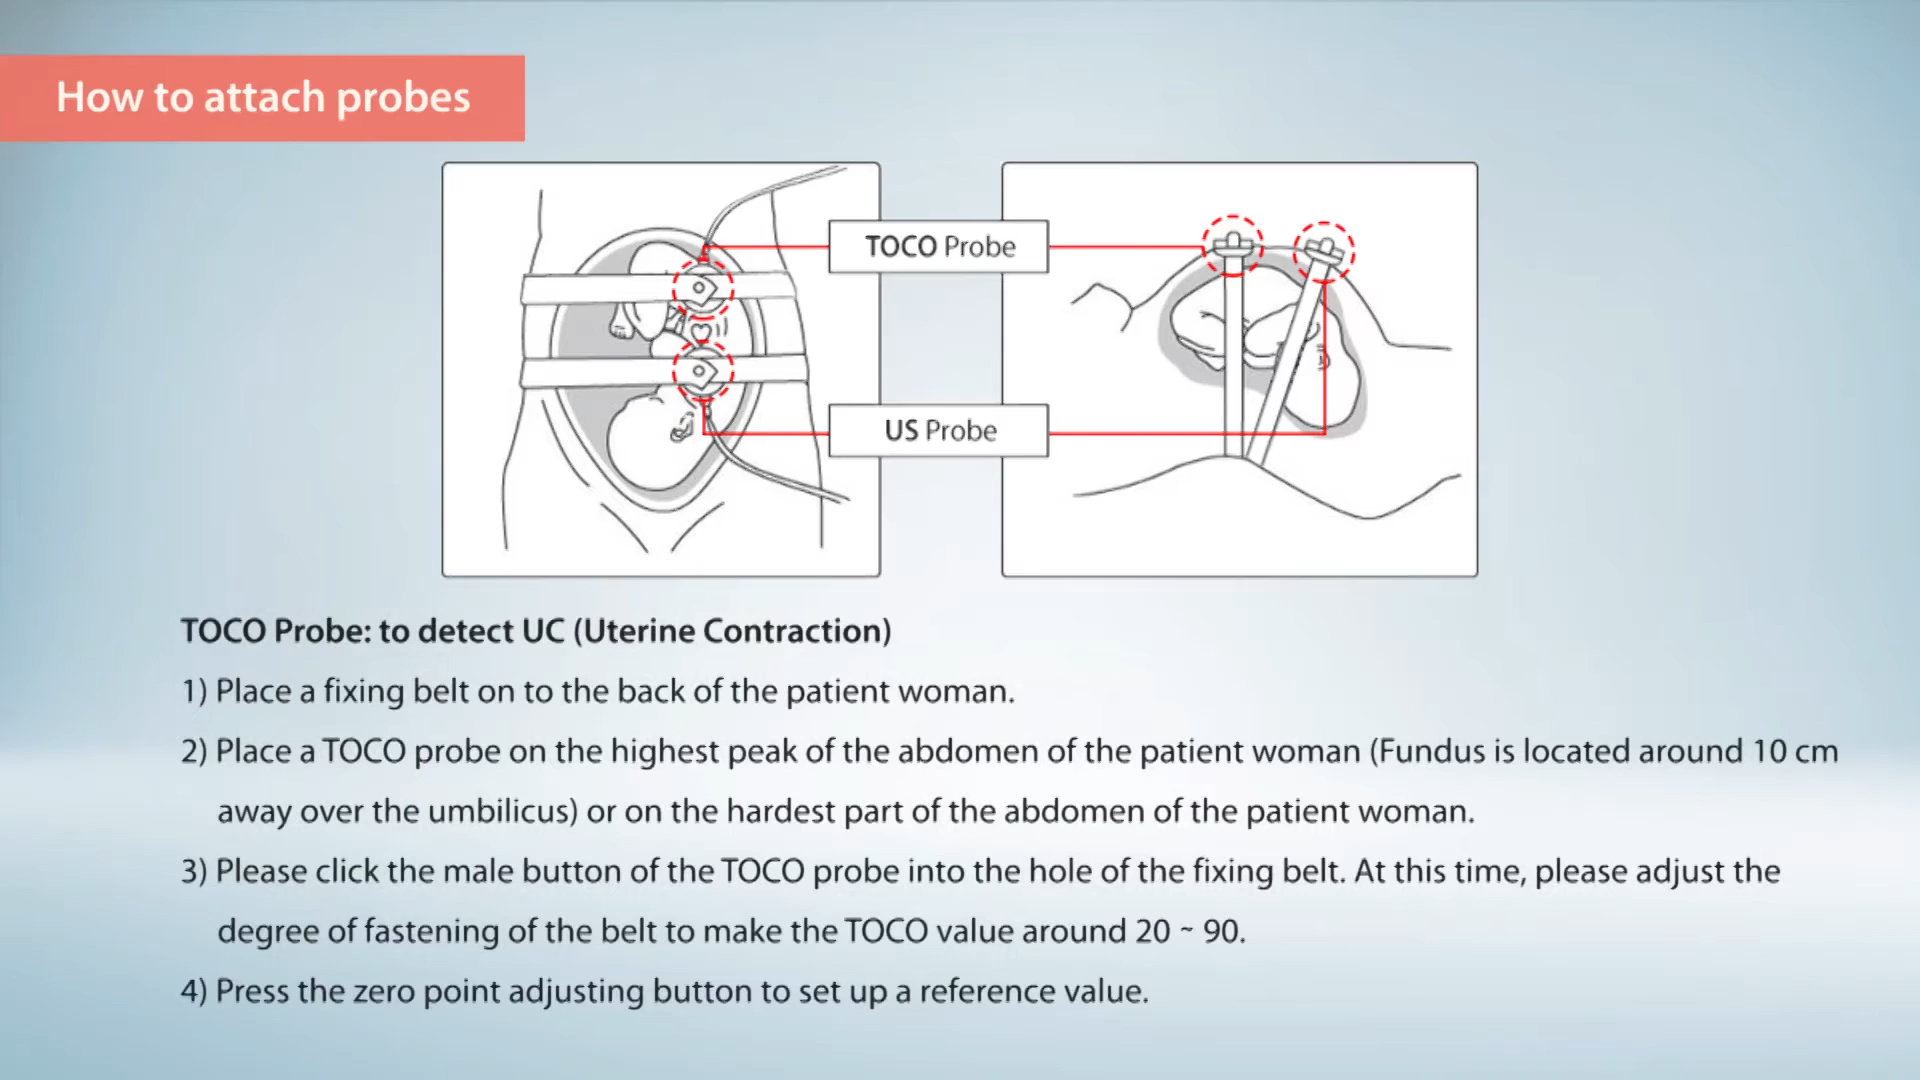 How to attach probes
TOCO Probe
US Probe
TOCO Probe: to detect UC (Uterine Contraction)
1) Place a fixing belt on to the back of the patient woman.
2) Place a TOCO probe on the highest peak of the abdomen of the patient woman (Fundus is located around 10 cm
away over the umbilicus) or on the hardest part of the abdomen of the patient woman.
3) Please click the male button of the TOCO probe into the hole of the fixing belt. At this time, please adjust the
degree of fastening of the belt to make the TOCO value around 20 ~ 90.
4) Press the zero point adjusting button to set up a reference value.